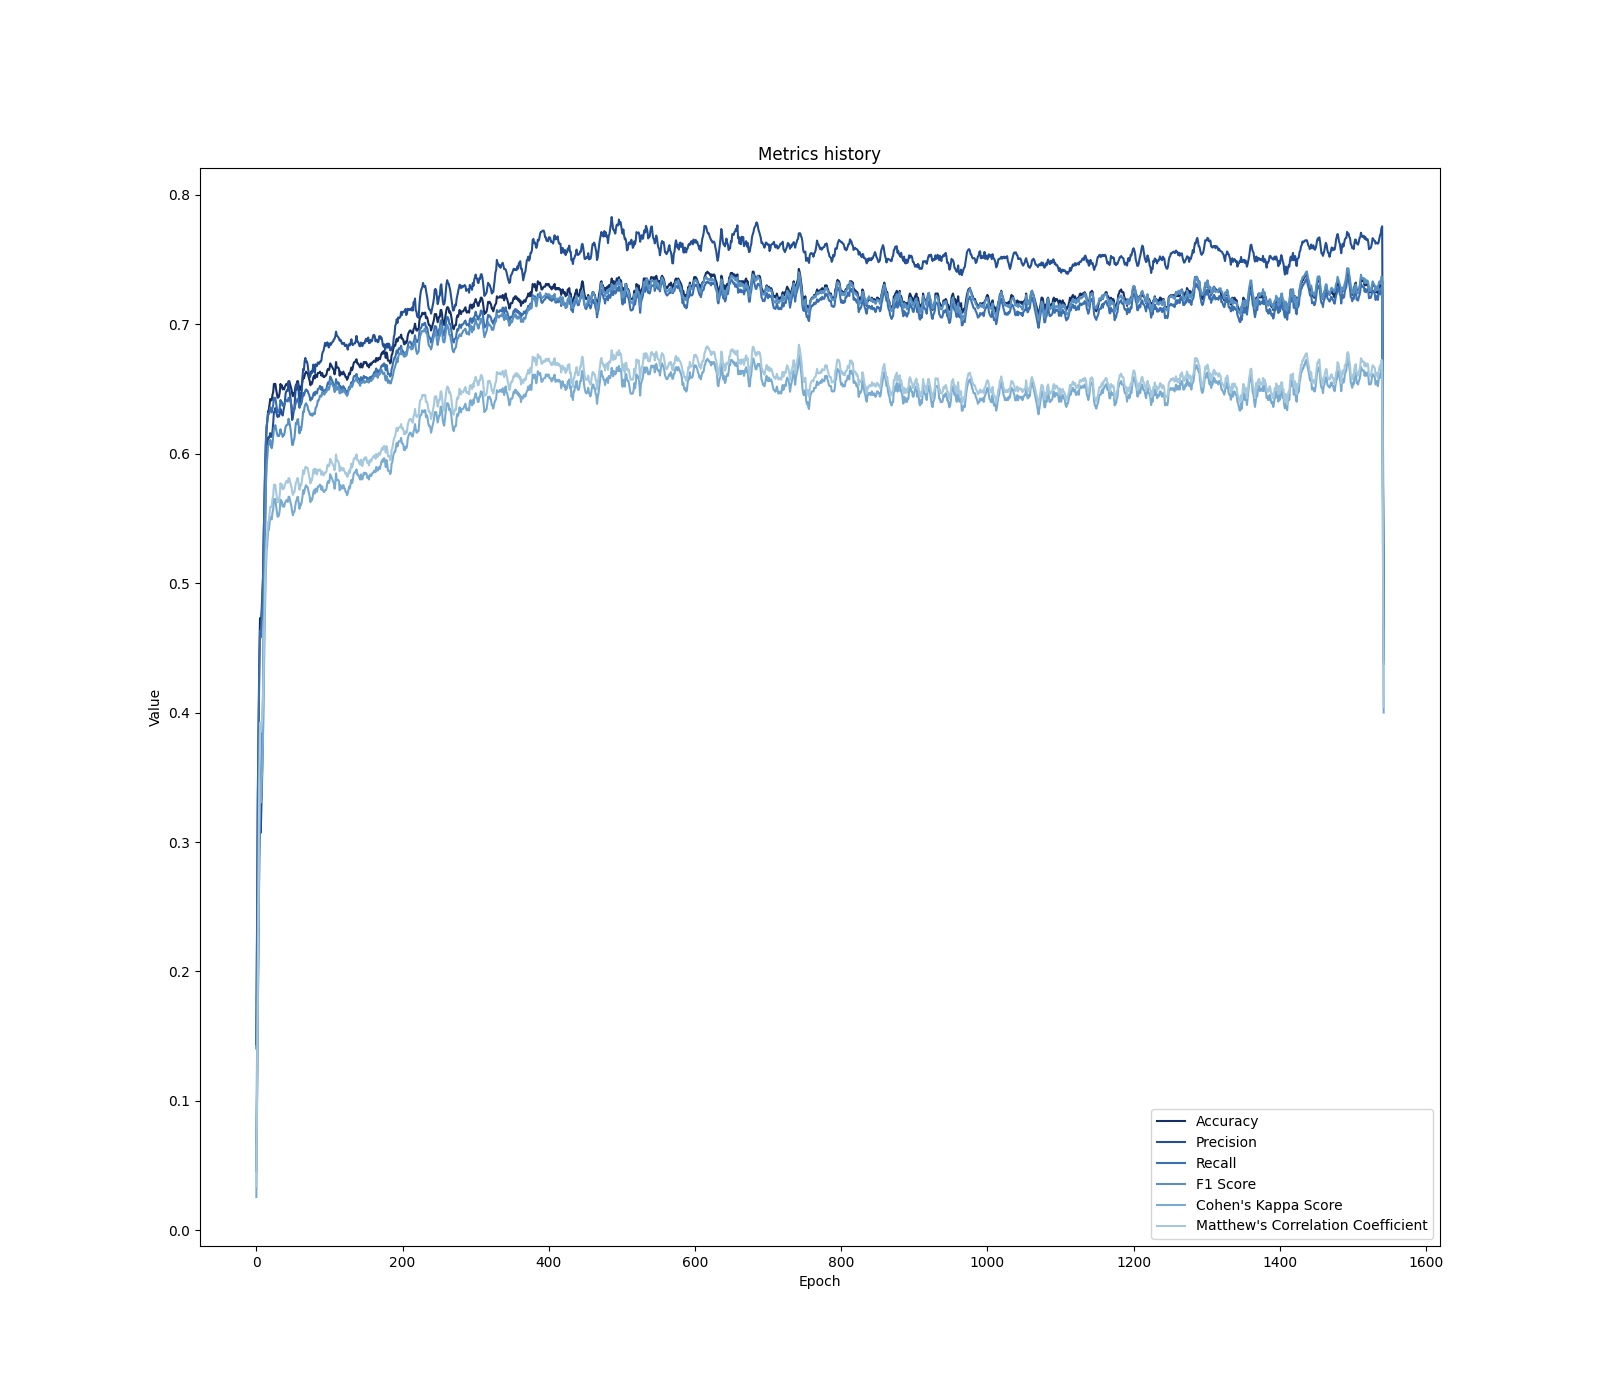 Metrics history
0.8
0.7
0.6
0.5
0.4
0.3
0.2
0.1
0.0
Value
0 200 400 600 800 1000 1200 1400 1600
Epoch
Accuracy
Precision
Recall
F1 Score
Cohen's Kappa Score
Matthew's Correlation Coefficient